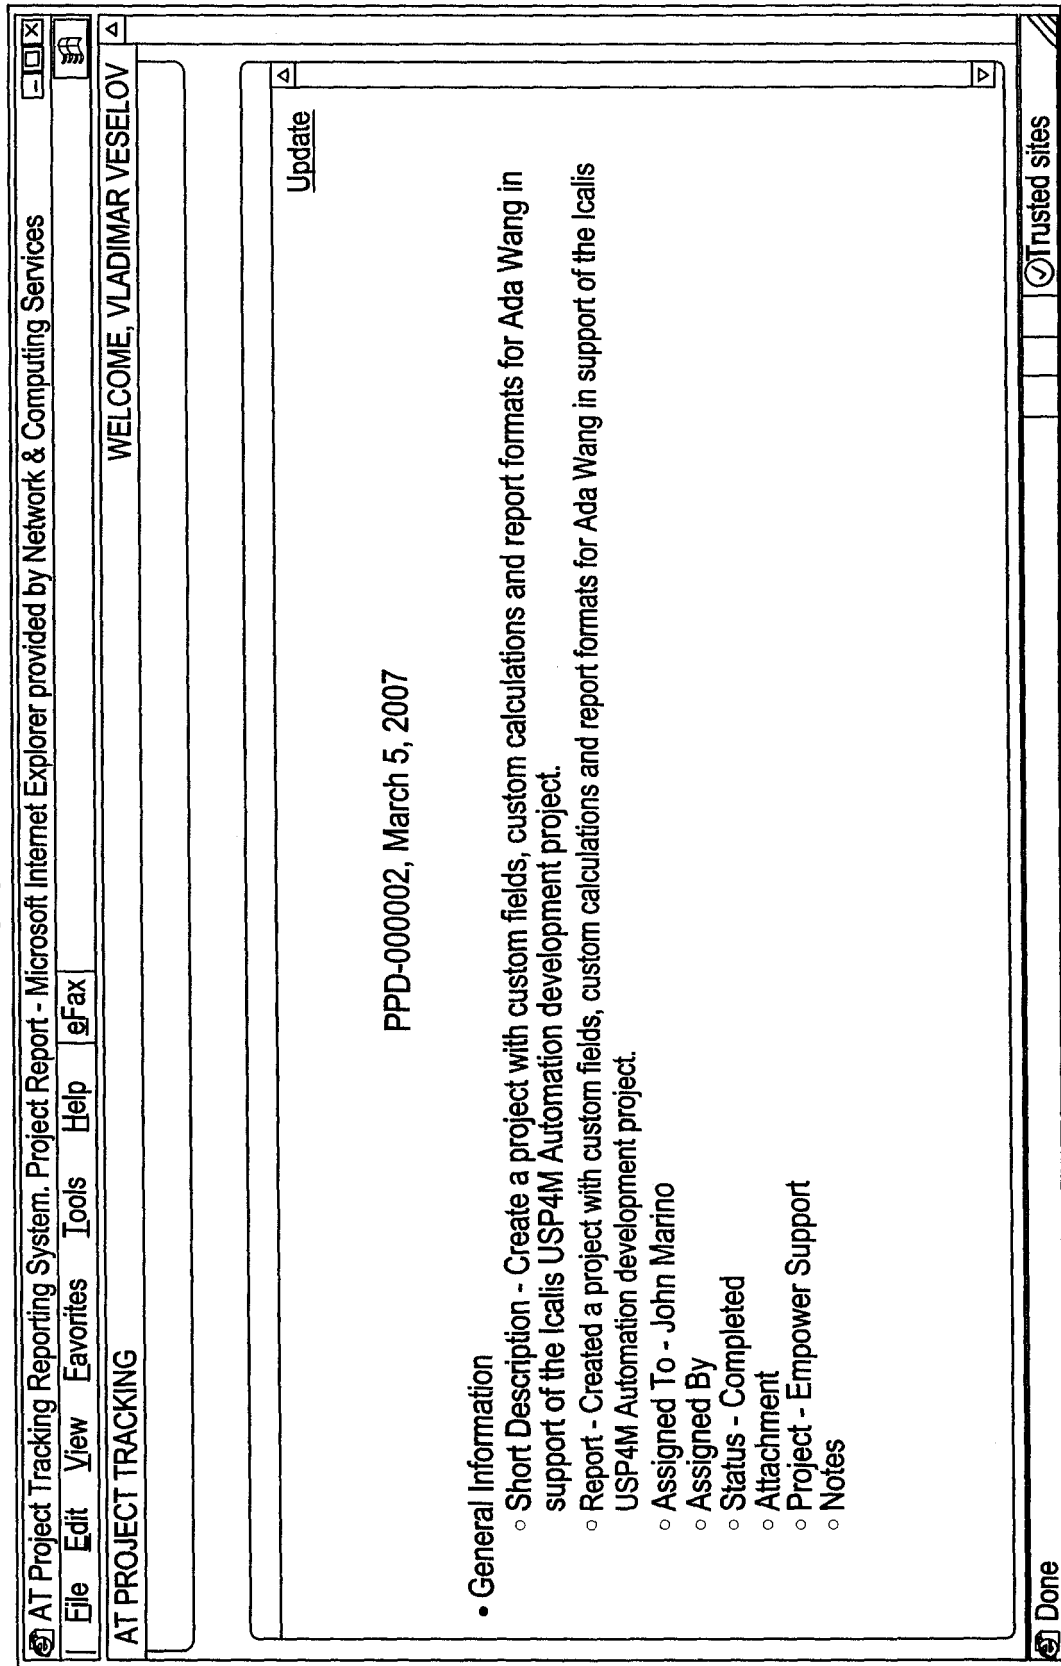 AT Project Tracking Reporting System. Project Report - Microsoft Internet Explorer provided by Network & Computing Services
File Edit View Favorites Tools Help eFax
AT PROJECT TRACKING WELCOME, VLADIMAR VESELOV
Update
PPD-000002, March 5, 2007
• General Information
○ Short Description - Create a project with custom fields, custom calculations and report formats for Ada Wang in
support of the Icalis USP4M Automation development project.
○ Report - Created a project with custom fields, custom calculations and report formats for Ada Wang in support of the Icalis
USP4M Automation development project.
○ Assigned To - John Marino
○ Assigned By
○ Status - Completed
○ Attachment
○ Project - Empower Support
○ Notes
Done Trusted sites